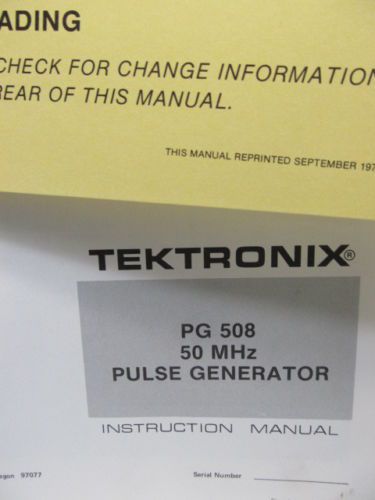 ADING
CHECK FOR CHANGE INFORMATION
REAR OF THIS MANUAL.
THIS MANUAL REPRINTED SEPTEMBER 197
TEKTRONIX®
PG 508
50 MHz
PULSE GENERATOR
INSTRUCTION MANUAL
egon 97077
Serial Number